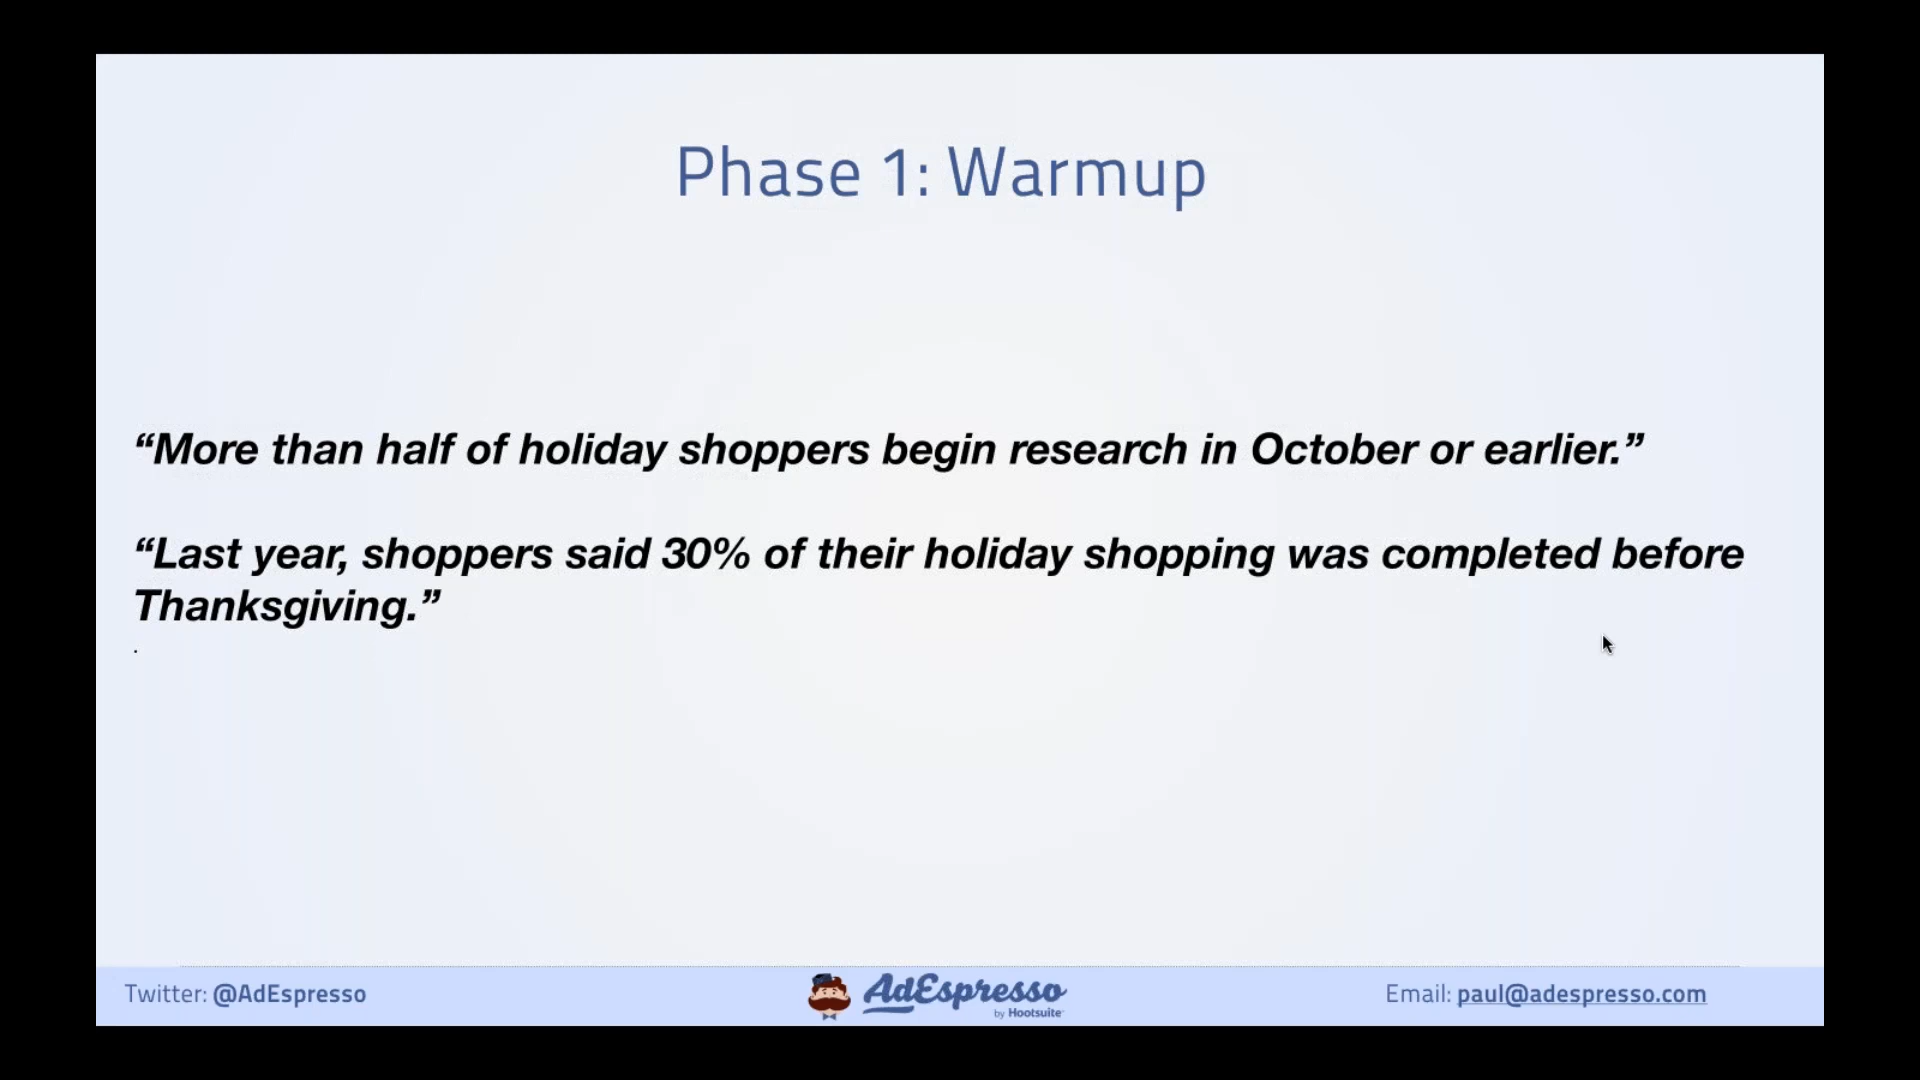 Phase 1: Warmup
“More than half of holiday shoppers begin research in October or earlier.”
“Last year, shoppers said 30% of their holiday shopping was completed before
Thanksgiving.”
.
Twitter: @AdEspresso
AdEspresso
by Hootsuite
Email: paul@adespresso.com